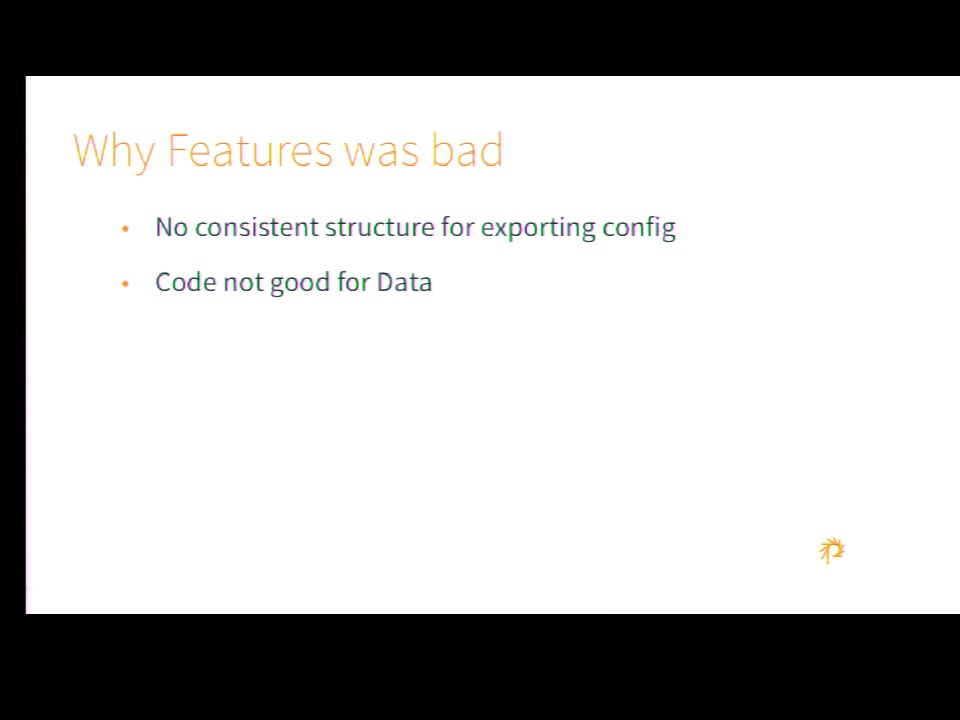 Why Features was bad
• No consistent structure for exporting config
• Code not good for Data